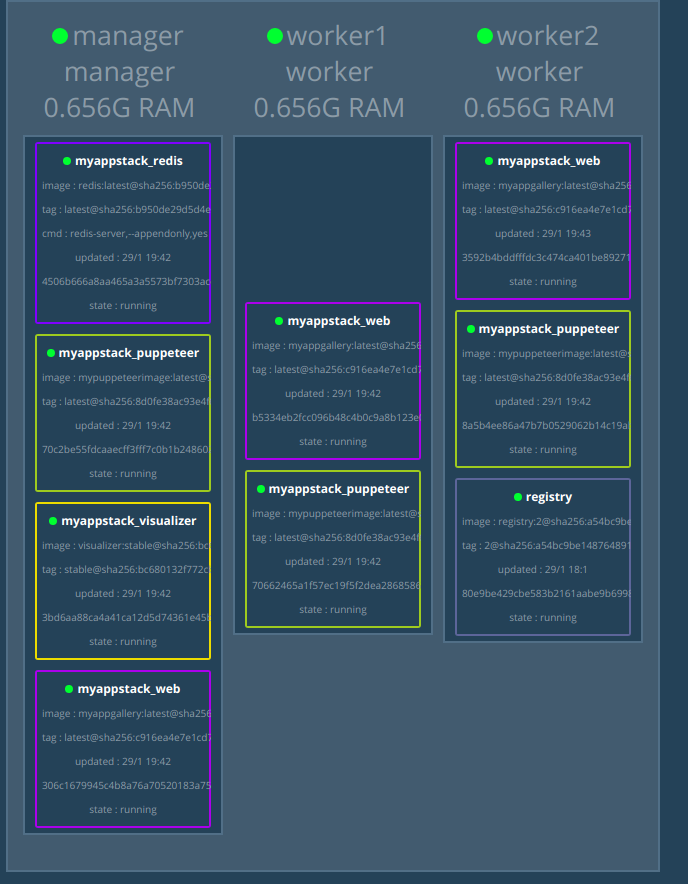 manager
manager
0.656G RAM
myappstack_redis
image : redis:latest@sha256:b950de
tag : latest@sha256:b950de29d5d4e
cmd : redis-server,--appendonly,yes
updated : 29/1 19:42
4506b666a8aa465a3a5573bf7303ac
state : running
myappstack_puppeteer
image : mypuppeteerimage:latest@s
tag : latest@sha256:8d0fe38ac93e4f
updated : 29/1 19:42
70c2be55fdcaaecff3fff7c0b1b24860
state : running
myappstack_visualizer
image : visualizer:stable@sha256:bc
tag : stable@sha256:bc680132f772c
updated : 29/1 19:42
3bd6aa88ca4a41ca12d5d74361e45
state : running
myappstack_web
image : myappgallery:latest@sha256
tag : latest@sha256:c916ea4e7e1cd7
updated : 29/1 19:42
306c1679945c4b8a76a70520183a75
state : running
worker1
worker
0.656G RAM
myappstack_web
image : myappgallery:latest@sha256
tag : latest@sha256:c916ea4e7e1cd7
updated : 29/1 19:42
b5334eb2fcc096b48c4b0c9a8b123e
state : running
myappstack_puppeteer
image : mypuppeteerimage:latest@s
tag : latest@sha256:8d0fe38ac93e4f
updated : 29/1 19:42
70662465a1f57ec19f5f2dea2868586
state : running
worker2
worker
0.656G RAM
myappstack_web
image : myappgallery:latest@sha256
tag : latest@sha256:c916ea4e7e1cd7
updated : 29/1 19:43
3592b4bddfffdc3c474ca401be89271
state : running
myappstack_puppeteer
image : mypuppeteerimage:latest@s
tag : latest@sha256:8d0fe38ac93e4f
updated : 29/1 19:42
8a5b4ee86a47b7b0529062b14c19a
state : running
registry
image : registry:2@sha256:a54bc9be
tag : 2@sha256:a54bc9be148764891
updated : 29/1 18:1
80e9be429cbe583b2161aabe9b699
state : running